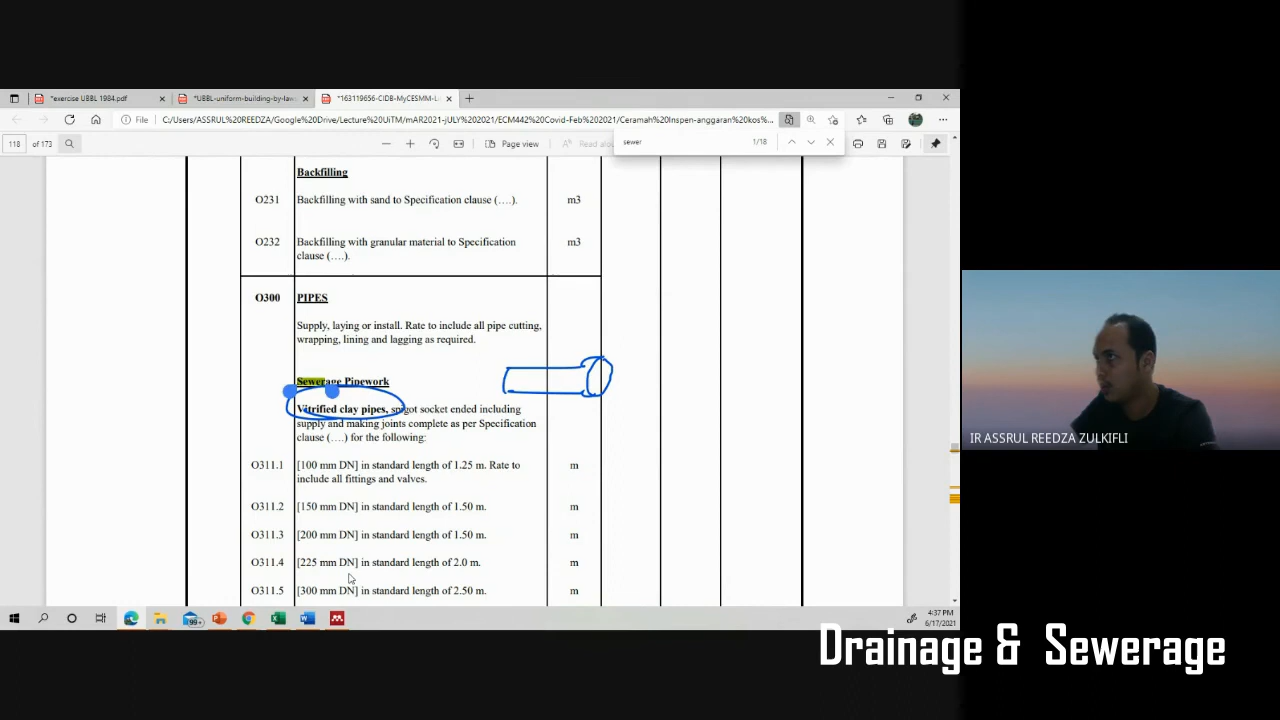 *exercise UBBL 1984.pdf
*UBBL-uniform-building-by-laws
*163119656-CIDB-MyCESMM-Li
File
C:/Users/ASSRUL%20REEDZA/Google%20Drive/Lecture%20UiTM/mAR2021-jULY%202021/ECM442%20Covid-Feb%202021/Ceramah%20Inspen-anggaran%20kos%...
118 of 173
Page view
Read alou
sewer
1/18
Backfilling
O231 Backfilling with sand to Specification clause (….). m3
O232 Backfilling with granular material to Specification m3
clause (….).
O300 PIPES
Supply, laying or install. Rate to include all pipe cutting,
wrapping, lining and lagging as required.
Sewerage Pipework
Vitrified clay pipes, spigot socket ended including
supply and making joints complete as per Specification
clause (….) for the following:
O311.1 [100 mm DN] in standard length of 1.25 m. Rate to m
include all fittings and valves.
O311.2 [150 mm DN] in standard length of 1.50 m. m
O311.3 [200 mm DN] in standard length of 1.50 m. m
O311.4 [225 mm DN] in standard length of 2.0 m. m
O311.5 [300 mm DN] in standard length of 2.50 m. m
IR ASSRUL REEDZA ZULKIFLI
99+
4:37 PM
6/17/2021
Drainage & Sewerage